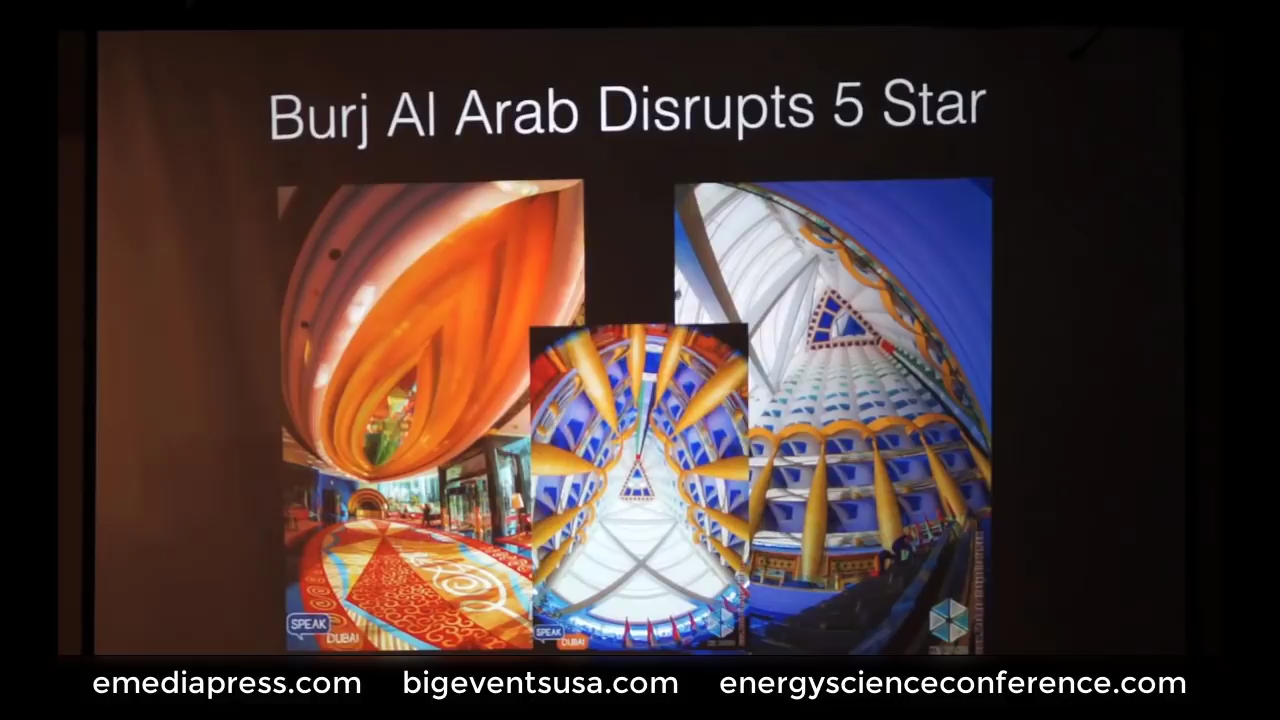 Burj Al Arab Disrupts 5 Star
SPEAK
DUBAI
SPEAK
DUBAI
emediapress.com bigeventsusa.com energyscienceconference.com